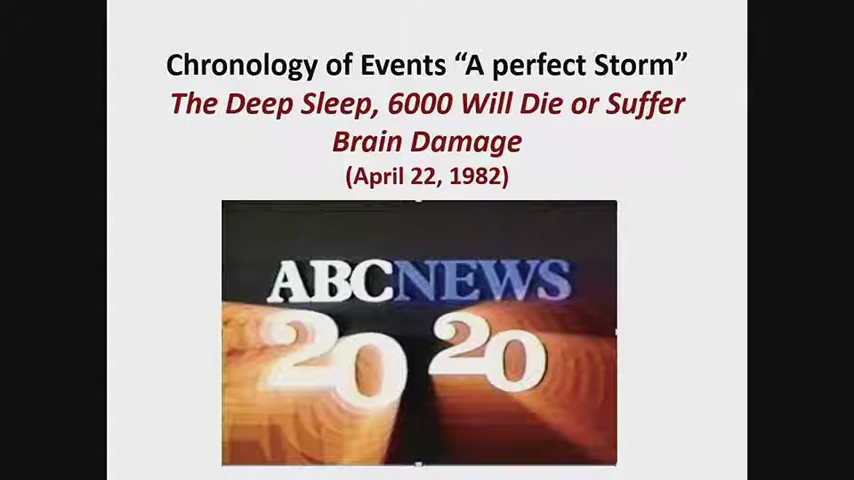 Chronology of Events “A perfect Storm”
The Deep Sleep, 6000 Will Die or Suffer
Brain Damage
(April 22, 1982)
ABCNEWS
20 20